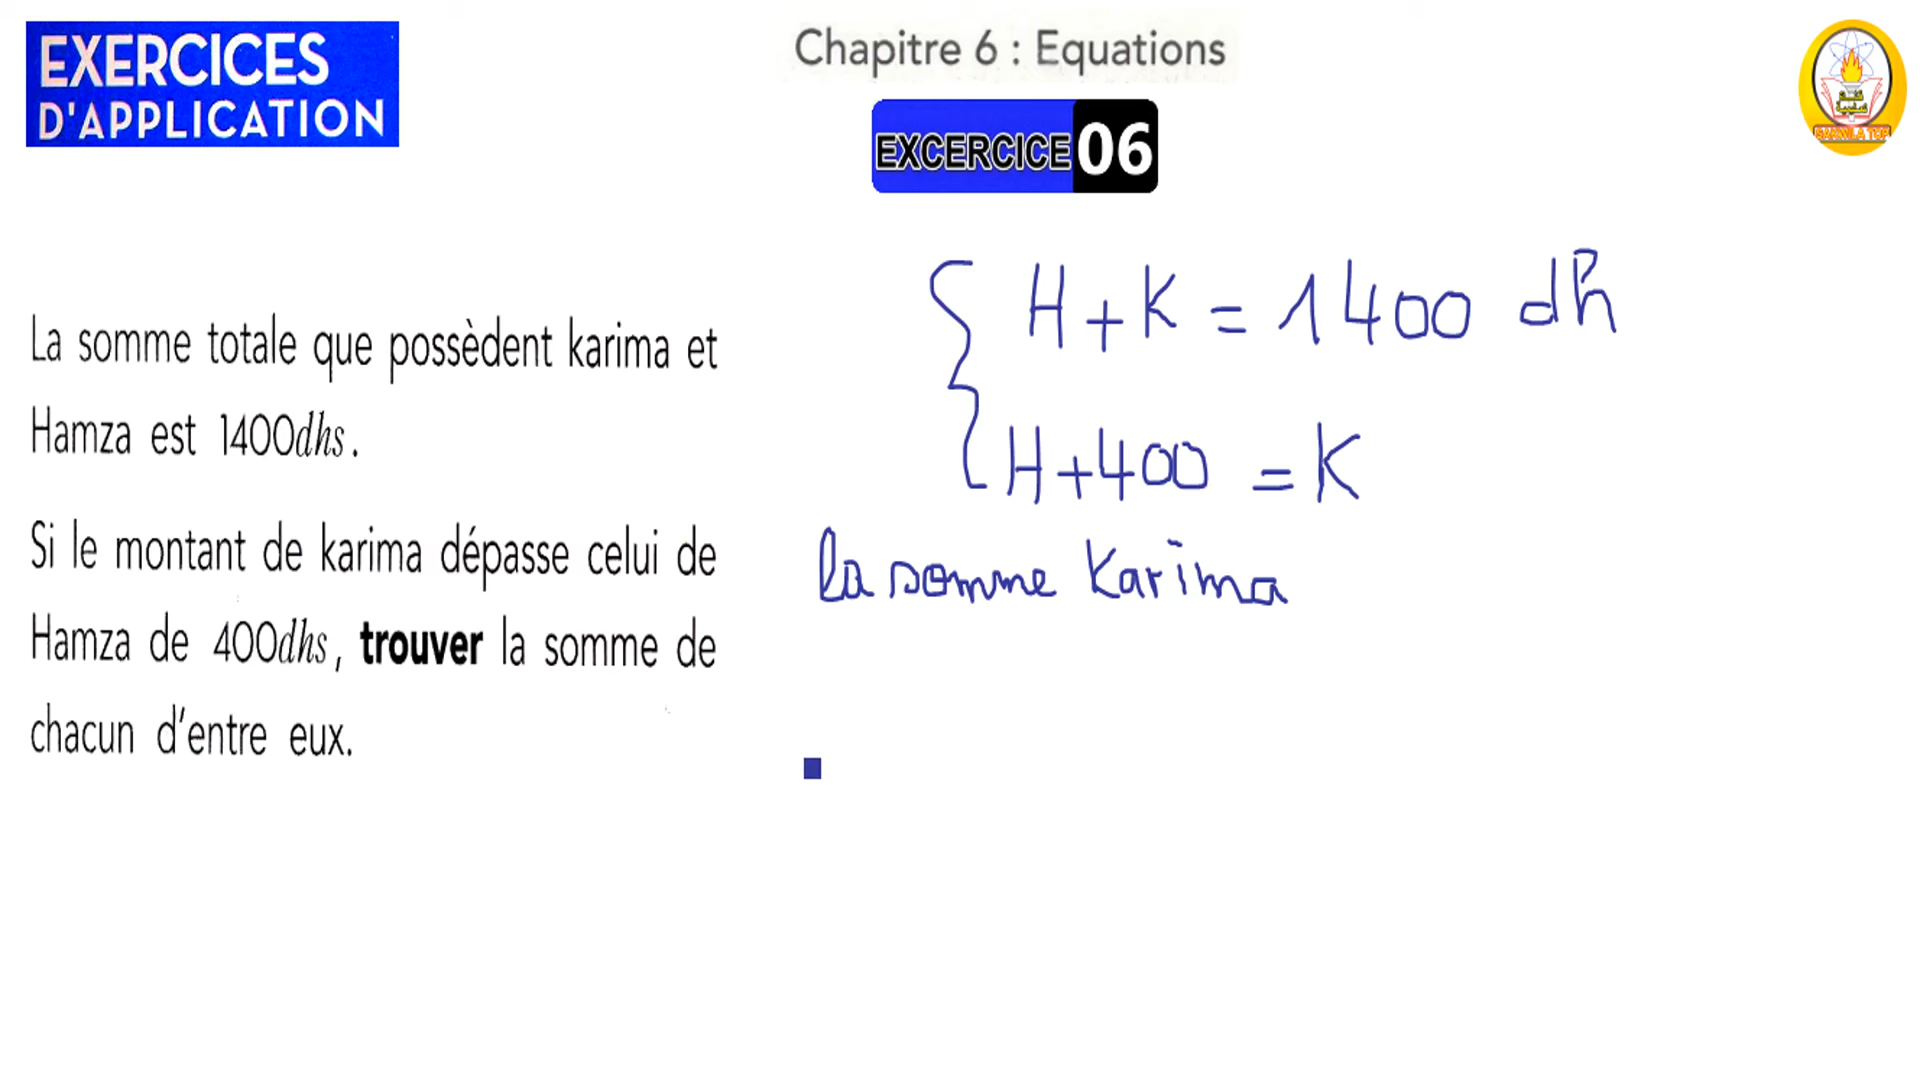 EXERCICES
D'APPLICATION
Chapitre 6 : Equations
EXCERCICE 06
La somme totale que possèdent karima et
Hamza est 1400dhs.
Si le montant de karima dépasse celui de
Hamza de 400dhs, trouver la somme de
chacun d'entre eux.
H + K = 1400 dh
H + 400 = K
la somme Karima